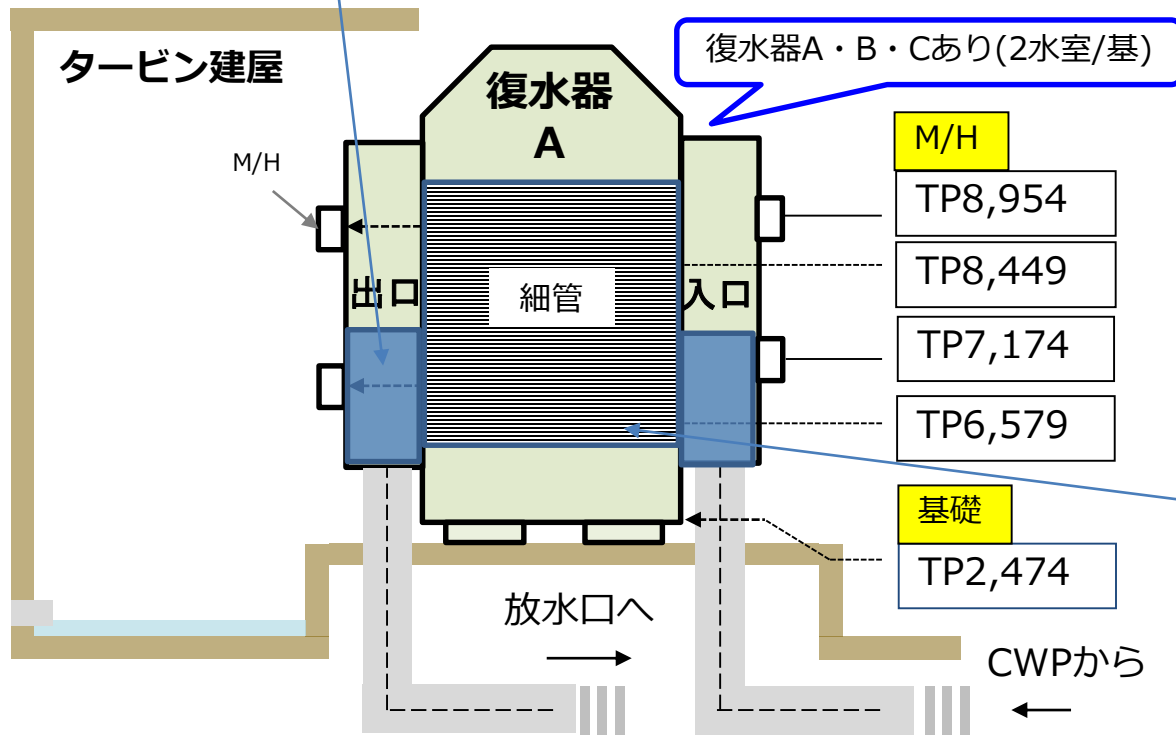 タービン建屋
復水器A・B・Cあり(2水室/基)
復水器
A
M/H
M/H
TP8,954
TP8,449
出口
細管
入口
TP7,174
TP6,579
基礎
TP2,474
放水口へ
CWPから